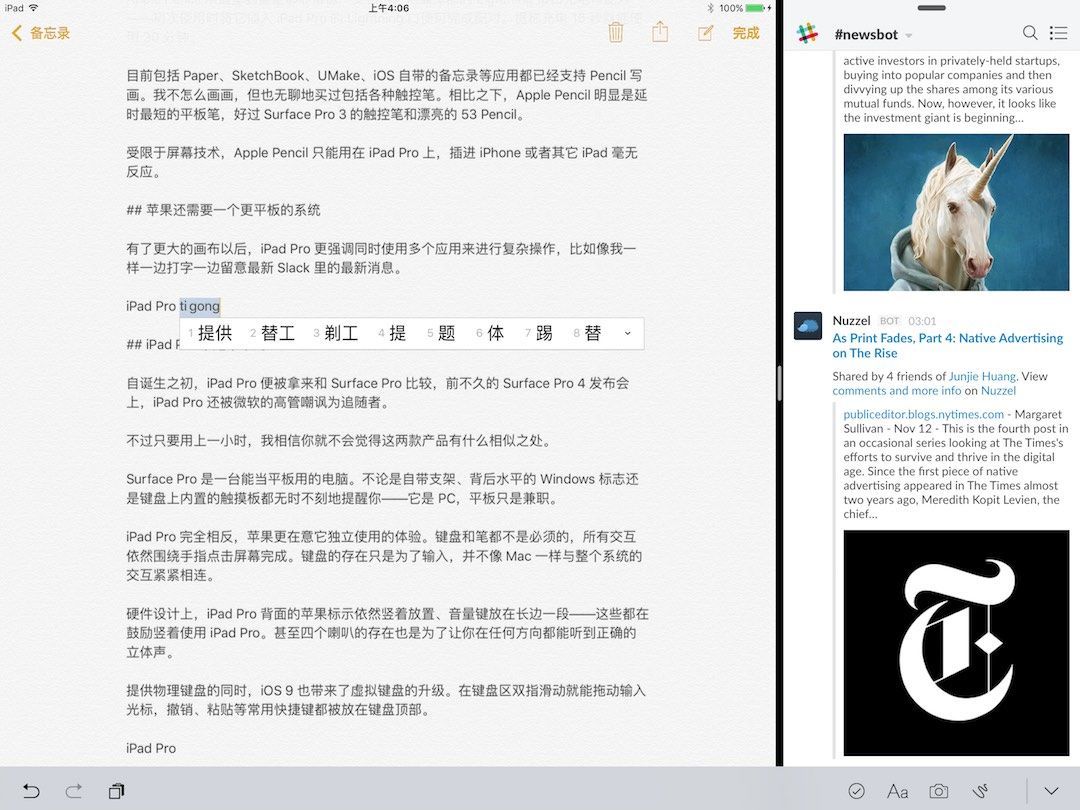 iPad
上午4:06
100%
备忘录
完成
目前包括 Paper、SketchBook、UMake、iOS 自带的备忘录等应用都已经支持 Pencil 写
画。我不怎么画画，但也无聊地买过包括各种触控笔。相比之下，Apple Pencil 明显是延
时最短的平板笔，好过 Surface Pro 3 的触控笔和漂亮的 53 Pencil。
受限于屏幕技术，Apple Pencil 只能用在 iPad Pro 上，插进 iPhone 或者其它 iPad 毫无
反应。
## 苹果还需要一个更平板的系统
有了更大的画布以后，iPad Pro 更强调同时使用多个应用来进行复杂操作，比如像我一
样一边打字一边留意最新 Slack 里的最新消息。
iPad Pro ti gong
1 提供 2 替工 3 剃工 4 提 5 题 6 体 7 踢 8 替
## iPad
自诞生之初，iPad Pro 便被拿来和 Surface Pro 比较，前不久的 Surface Pro 4 发布会
上，iPad Pro 还被微软的高管嘲讽为追随者。
不过只要用上一小时，我相信你就不会觉得这两款产品有什么相似之处。
Surface Pro 是一台能当平板用的电脑。不论是自带支架、背后水平的 Windows 标志还
是键盘上内置的触摸板都无时不刻地提醒你——它是 PC，平板只是兼职。
iPad Pro 完全相反，苹果更在意它独立使用的体验。键盘和笔都不是必须的，所有交互
依然围绕手指点击屏幕完成。键盘的存在只是为了输入，并不像 Mac 一样与整个系统的
交互紧紧相连。
硬件设计上，iPad Pro 背面的苹果标示依然竖着放置、音量键放在长边一段——这些都在
鼓励竖着使用 iPad Pro。甚至四个喇叭的存在也是为了让你在任何方向都能听到正确的
立体声。
提供物理键盘的同时，iOS 9 也带来了虚拟键盘的升级。在键盘区双指滑动就能拖动输入
光标，撤销、粘贴等常用快捷键都被放在键盘顶部。
iPad Pro
Aa
#newsbot
active investors in privately-held startups,
buying into popular companies and then
divvying up the shares among its various
mutual funds. Now, however, it looks like
the investment giant is beginning...
Nuzzel BOT 03:01
As Print Fades, Part 4: Native Advertising
on The Rise
Shared by 4 friends of Junjie Huang. View
comments and more info on Nuzzel
publiceditor.blogs.nytimes.com - Margaret
Sullivan - Nov 12 - This is the fourth post in
an occasional series looking at The Times's
efforts to survive and thrive in the digital
age. Since the first piece of native
advertising appeared in The Times almost
two years ago, Meredith Kopit Levien, the
chief...